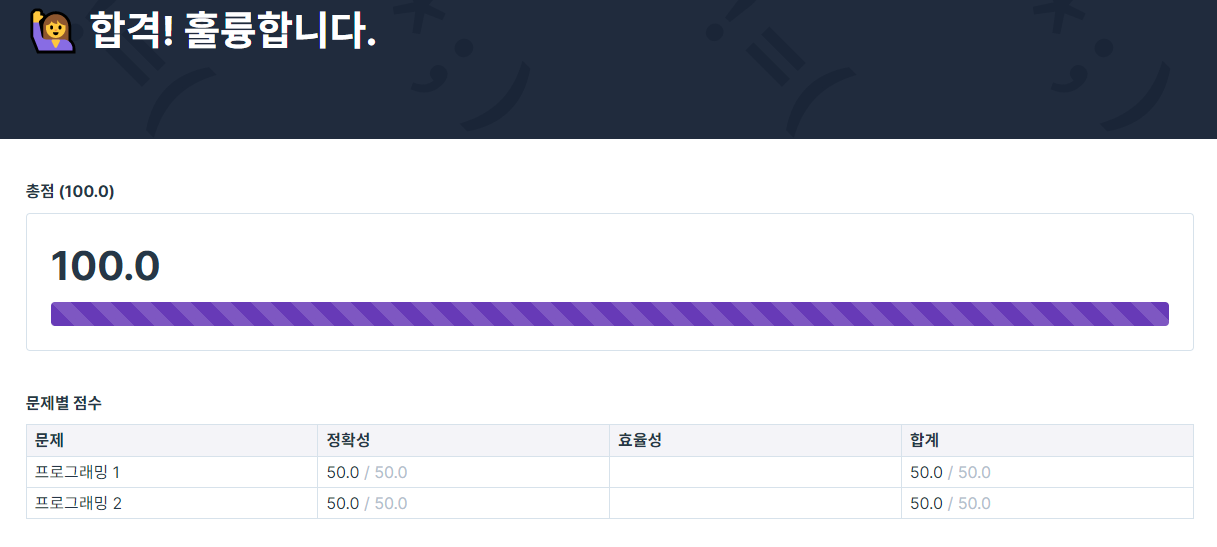 🙋 합격! 훌륭합니다.
총점 (100.0)
100.0
문제별 점수
문제 정확성 효율성 합계
프로그래밍 1 50.0 / 50.0 50.0 / 50.0
프로그래밍 2 50.0 / 50.0 50.0 / 50.0